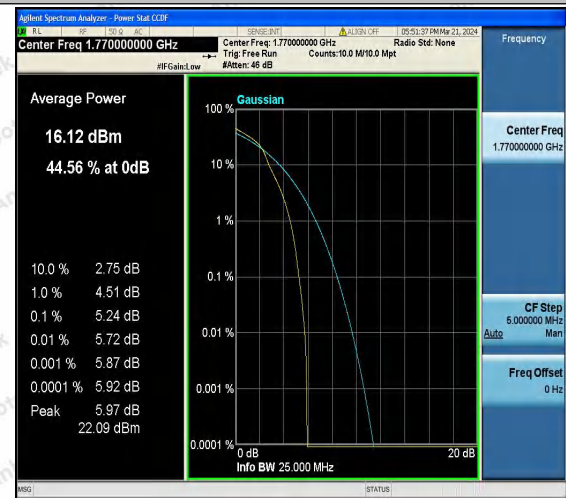 Agilent Spectrum Analyzer - Power Stat CCDF
RL RF 50 Ω AC SENSE:INT ALIGN OFF 05:51:37 PM Mar 21, 2024
Center Freq 1.770000000 GHz
Center Freq: 1.770000000 GHz Radio Std: None
Trig: Free Run Counts:10.0 M/10.0 Mpt
#IFGain:Low #Atten: 46 dB
Frequency
Average Power
16.12 dBm
44.56 % at 0dB
10.0 % 2.75 dB
1.0 % 4.51 dB
0.1 % 5.24 dB
0.01 % 5.72 dB
0.001 % 5.87 dB
0.0001 % 5.92 dB
Peak 5.97 dB
22.09 dBm
Gaussian
100 %
10 %
1 %
0.1 %
0.01 %
0.001 %
0.0001 %
0 dB 20 dB
Info BW 25.000 MHz
Center Freq
1.770000000 GHz
CF Step
5.000000 MHz
Auto Man
Freq Offset
0 Hz
MSG STATUS